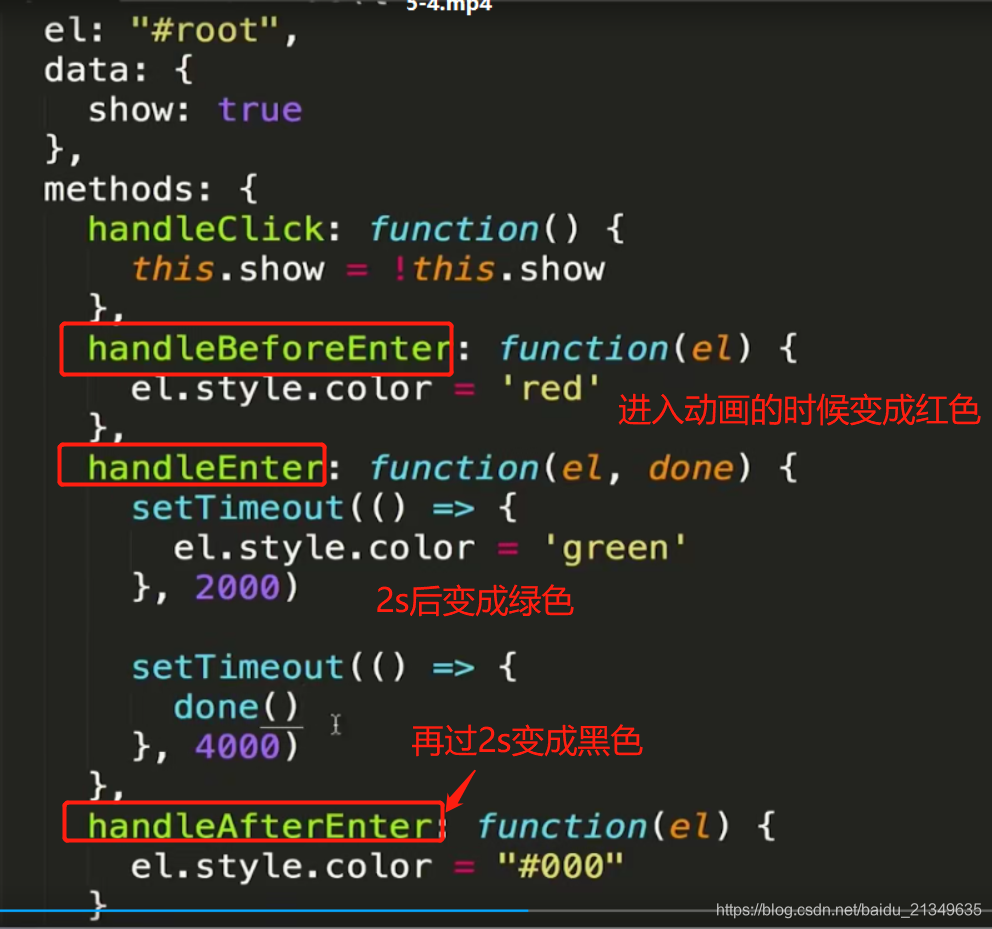 5-4.mp4
el: "#root",
data: {
show: true
},
methods: {
handleClick: function() {
this.show = !this.show
},
handleBeforeEnter: function(el) {
el.style.color = 'red'
进入动画的时候变成红色
},
handleEnter: function(el, done) {
setTimeout(() => {
el.style.color = 'green'
}, 2000)
2s后变成绿色
setTimeout(() => {
done()
}, 4000)
再过2s变成黑色
},
handleAfterEnter: function(el) {
el.style.color = "#000"
}
https://blog.csdn.net/baidu_21349635